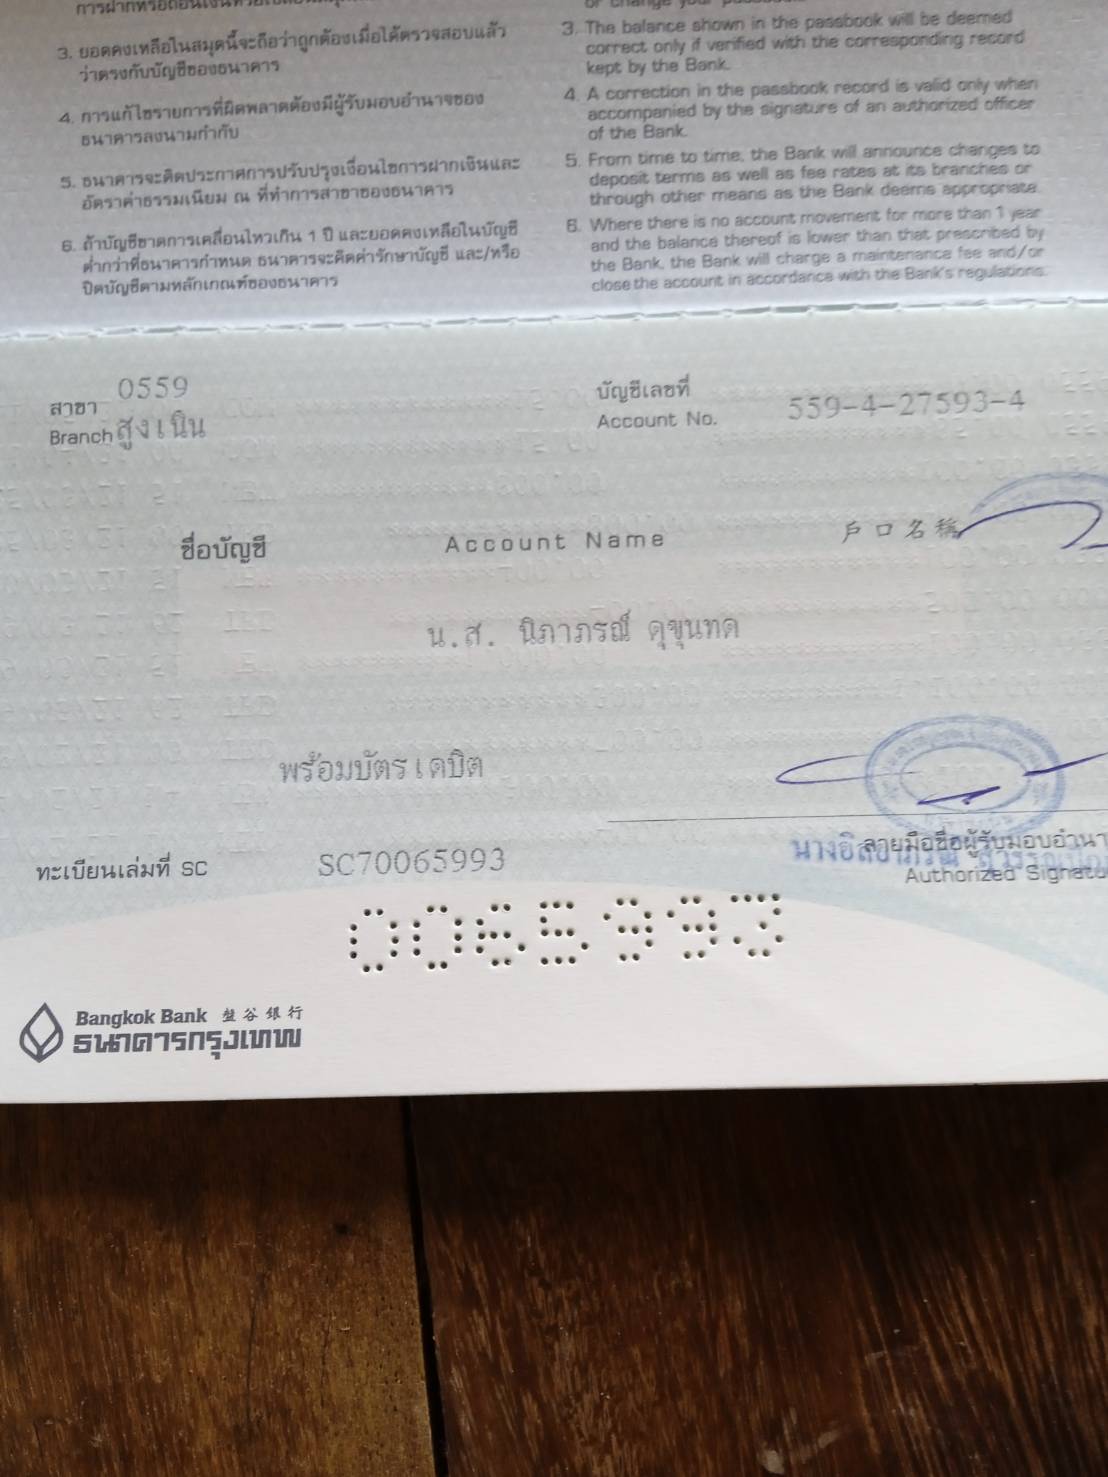 3. ยอดคงเหลือในสมุดนี้จะถือว่าถูกต้องเมื่อได้ตรวจสอบแล้ว
ว่าตรงกับบัญชีของธนาคาร
4. การแก้ไขรายการที่ผิดพลาดต้องมีผู้รับมอบอำนาจของ
ธนาคารลงนามกำกับ
5. ธนาคารจะติดประกาศการปรับปรุงเงื่อนไขการฝากเงินและ
อัตราค่าธรรมเนียม ณ ที่ทำการสาขาของธนาคาร
6. ถ้าบัญชีขาดการเคลื่อนไหวเกิน 1 ปี และยอดคงเหลือในบัญชี
ต่ำกว่าที่ธนาคารกำหนด ธนาคารจะคิดค่ารักษาบัญชี และ/หรือ
ปิดบัญชีตามหลักเกณฑ์ของธนาคาร
or change your
3. The balance shown in the passbook will be deemed
correct only if verified with the corresponding record
kept by the Bank.
4. A correction in the passbook record is valid only when
accompanied by the signature of an authorized officer
of the Bank.
5. From time to time, the Bank will announce changes to
deposit terms as well as fee rates at its branches or
through other means as the Bank deems appropriate.
6. Where there is no account movement for more than 1 year
and the balance thereof is lower than that prescribed by
the Bank, the Bank will charge a maintenance fee and/or
close the account in accordance with the Bank's regulations.
สาขา 0559
Branch สูงเนิน
บัญชีเลขที่
Account No. 559-4-27593-4
ชื่อบัญชี Account Name 戶口名稱
น.ส. นิภาภรณ์ ดุขุนทด
พร้อมบัตรเดบิต
ทะเบียนเล่มที่ SC SC70065993
ลายมือชื่อผู้รับมอบอำนา
Authorized Signatu
0065993
Bangkok Bank 盤谷銀行
ธนาคารกรุงเทพ